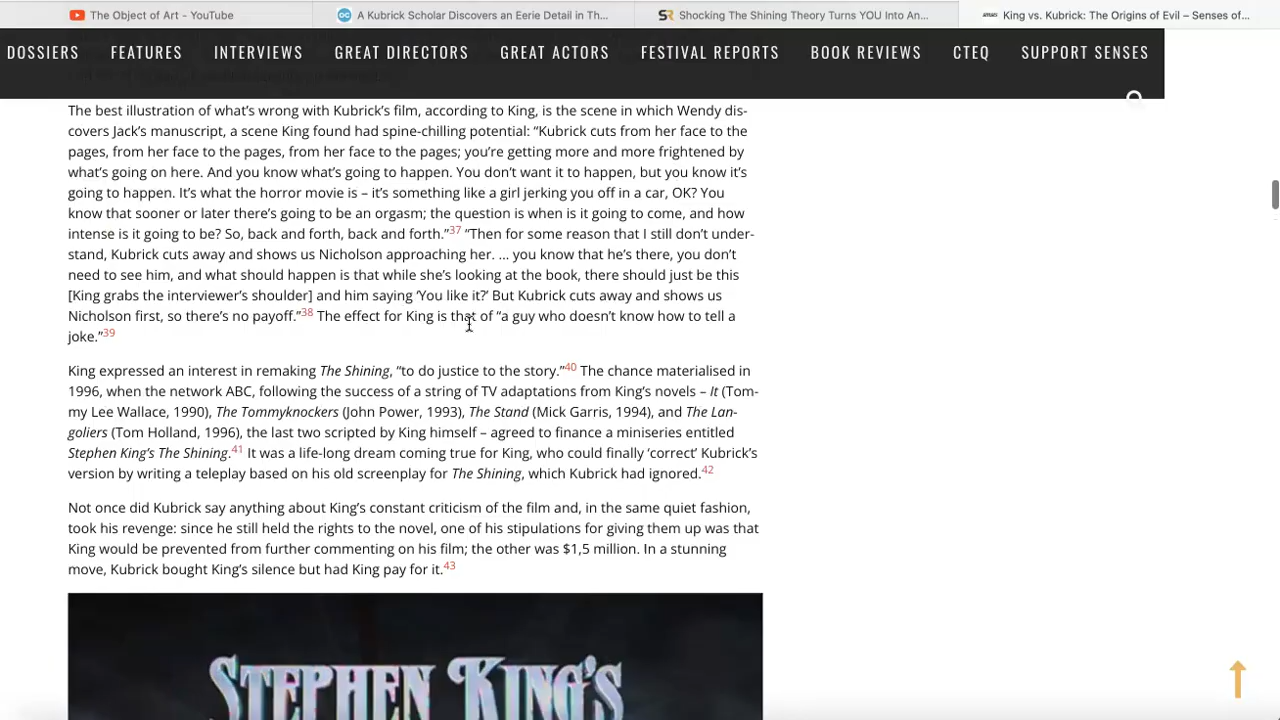 The Object of Art - YouTube
A Kubrick Scholar Discovers an Eerie Detail in Th...
Shocking The Shining Theory Turns YOU Into An...
King vs. Kubrick: The Origins of Evil – Senses of...
DOSSIERS FEATURES INTERVIEWS GREAT DIRECTORS GREAT ACTORS FESTIVAL REPORTS BOOK REVIEWS CTEQ SUPPORT SENSES
The best illustration of what's wrong with Kubrick's film, according to King, is the scene in which Wendy dis-
covers Jack's manuscript, a scene King found had spine-chilling potential: “Kubrick cuts from her face to the
pages, from her face to the pages, from her face to the pages; you're getting more and more frightened by
what's going on here. And you know what's going to happen. You don't want it to happen, but you know it's
going to happen. It's what the horror movie is – it's something like a girl jerking you off in a car, OK? You
know that sooner or later there's going to be an orgasm; the question is when is it going to come, and how
intense is it going to be? So, back and forth, back and forth.”37 “Then for some reason that I still don't under-
stand, Kubrick cuts away and shows us Nicholson approaching her. … you know that he's there, you don't
need to see him, and what should happen is that while she's looking at the book, there should just be this
[King grabs the interviewer's shoulder] and him saying ‘You like it?’ But Kubrick cuts away and shows us
Nicholson first, so there's no payoff.”38 The effect for King is that of “a guy who doesn't know how to tell a
joke.”39
King expressed an interest in remaking The Shining, “to do justice to the story.”40 The chance materialised in
1996, when the network ABC, following the success of a string of TV adaptations from King's novels – It (Tom-
my Lee Wallace, 1990), The Tommyknockers (John Power, 1993), The Stand (Mick Garris, 1994), and The Lan-
goliers (Tom Holland, 1996), the last two scripted by King himself – agreed to finance a miniseries entitled
Stephen King's The Shining.41 It was a life-long dream coming true for King, who could finally ‘correct’ Kubrick's
version by writing a teleplay based on his old screenplay for The Shining, which Kubrick had ignored.42
Not once did Kubrick say anything about King's constant criticism of the film and, in the same quiet fashion,
took his revenge: since he still held the rights to the novel, one of his stipulations for giving them up was that
King would be prevented from further commenting on his film; the other was $1,5 million. In a stunning
move, Kubrick bought King's silence but had King pay for it.43
STEPHEN KING'S